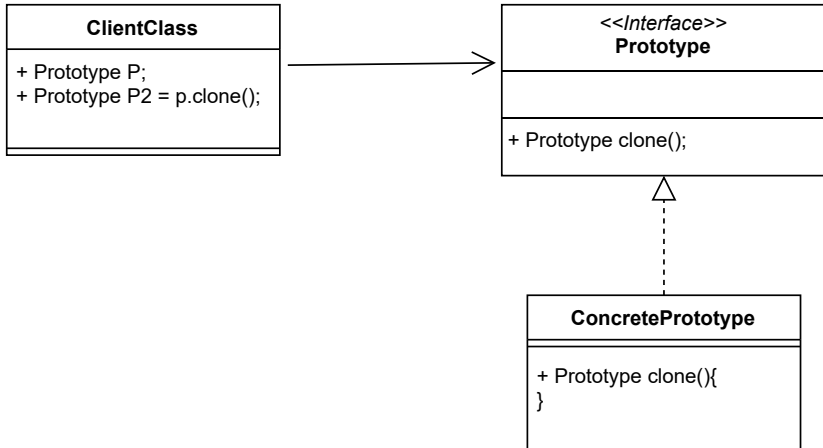 ClientClass
+ Prototype P;
+ Prototype P2 = p.clone();
<<Interface>>
Prototype
+ Prototype clone();
ConcretePrototype
+ Prototype clone(){
}